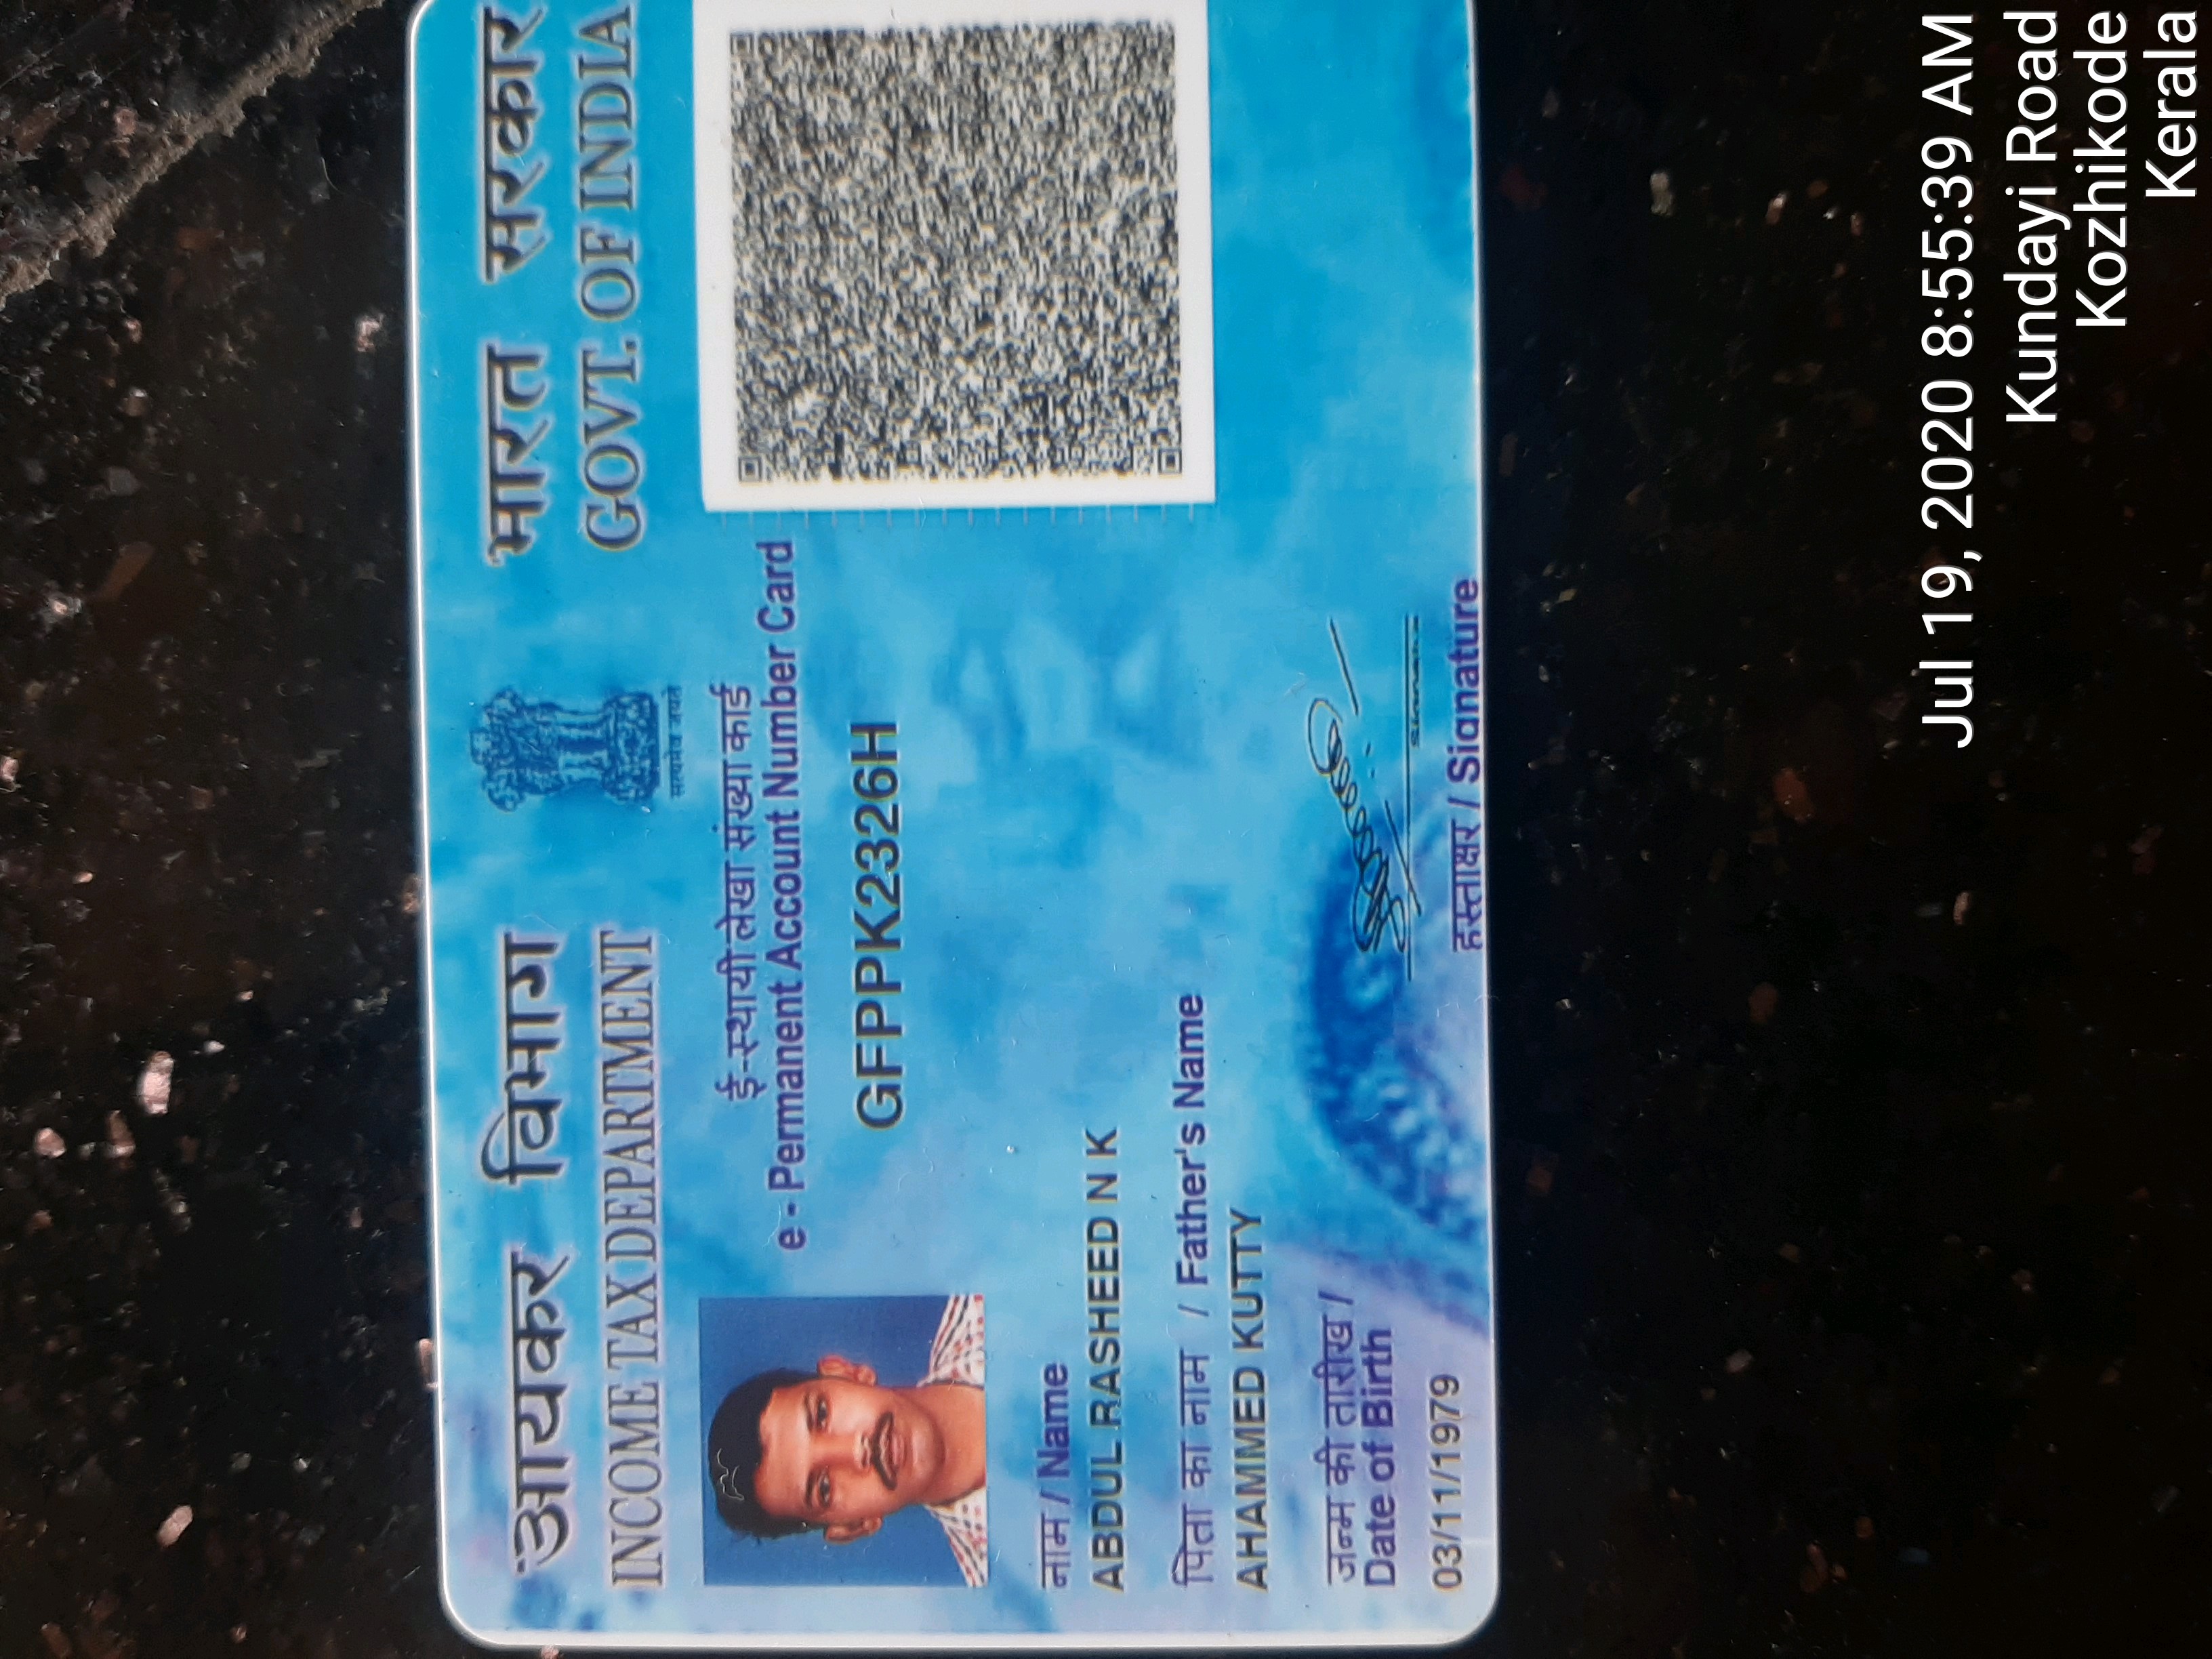 आयकर विभाग
INCOME TAX DEPARTMENT
भारत सरकार
GOVT. OF INDIA
सत्यमेव जयते
ई-स्थायी लेखा संख्या कार्ड
e - Permanent Account Number Card
GFPPK2326H
नाम / Name
ABDUL RASHEED N K
पिता का नाम / Father's Name
AHAMMED KUTTY
जन्म की तारीख /
Date of Birth
03/11/1979
हस्ताक्षर / Signature
Jul 19, 2020 8:55:39 AM
Kundayi Road
Kozhikode
Kerala